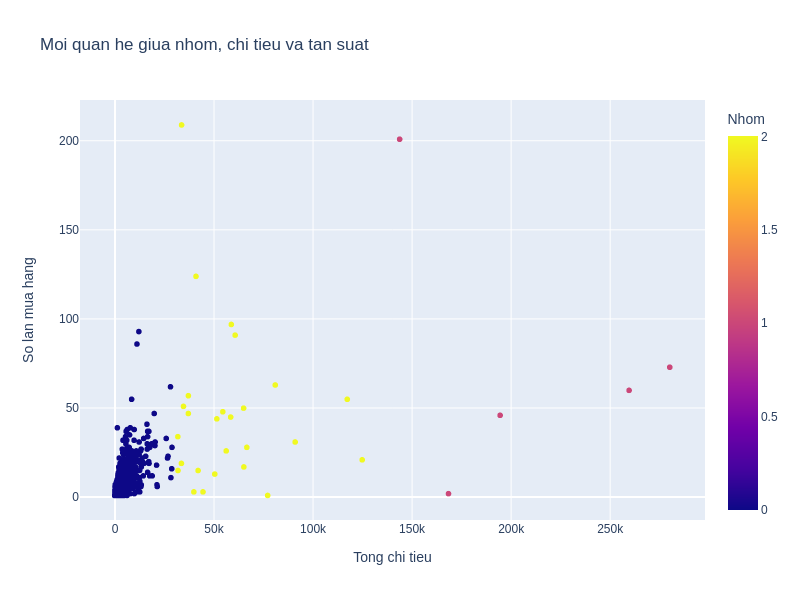 Moi quan he giua nhom, chi tieu va tan suat
Nhom
2
1.5
1
0.5
0
So lan mua hang
200
150
100
50
0
0
50k
100k
150k
200k
250k
Tong chi tieu